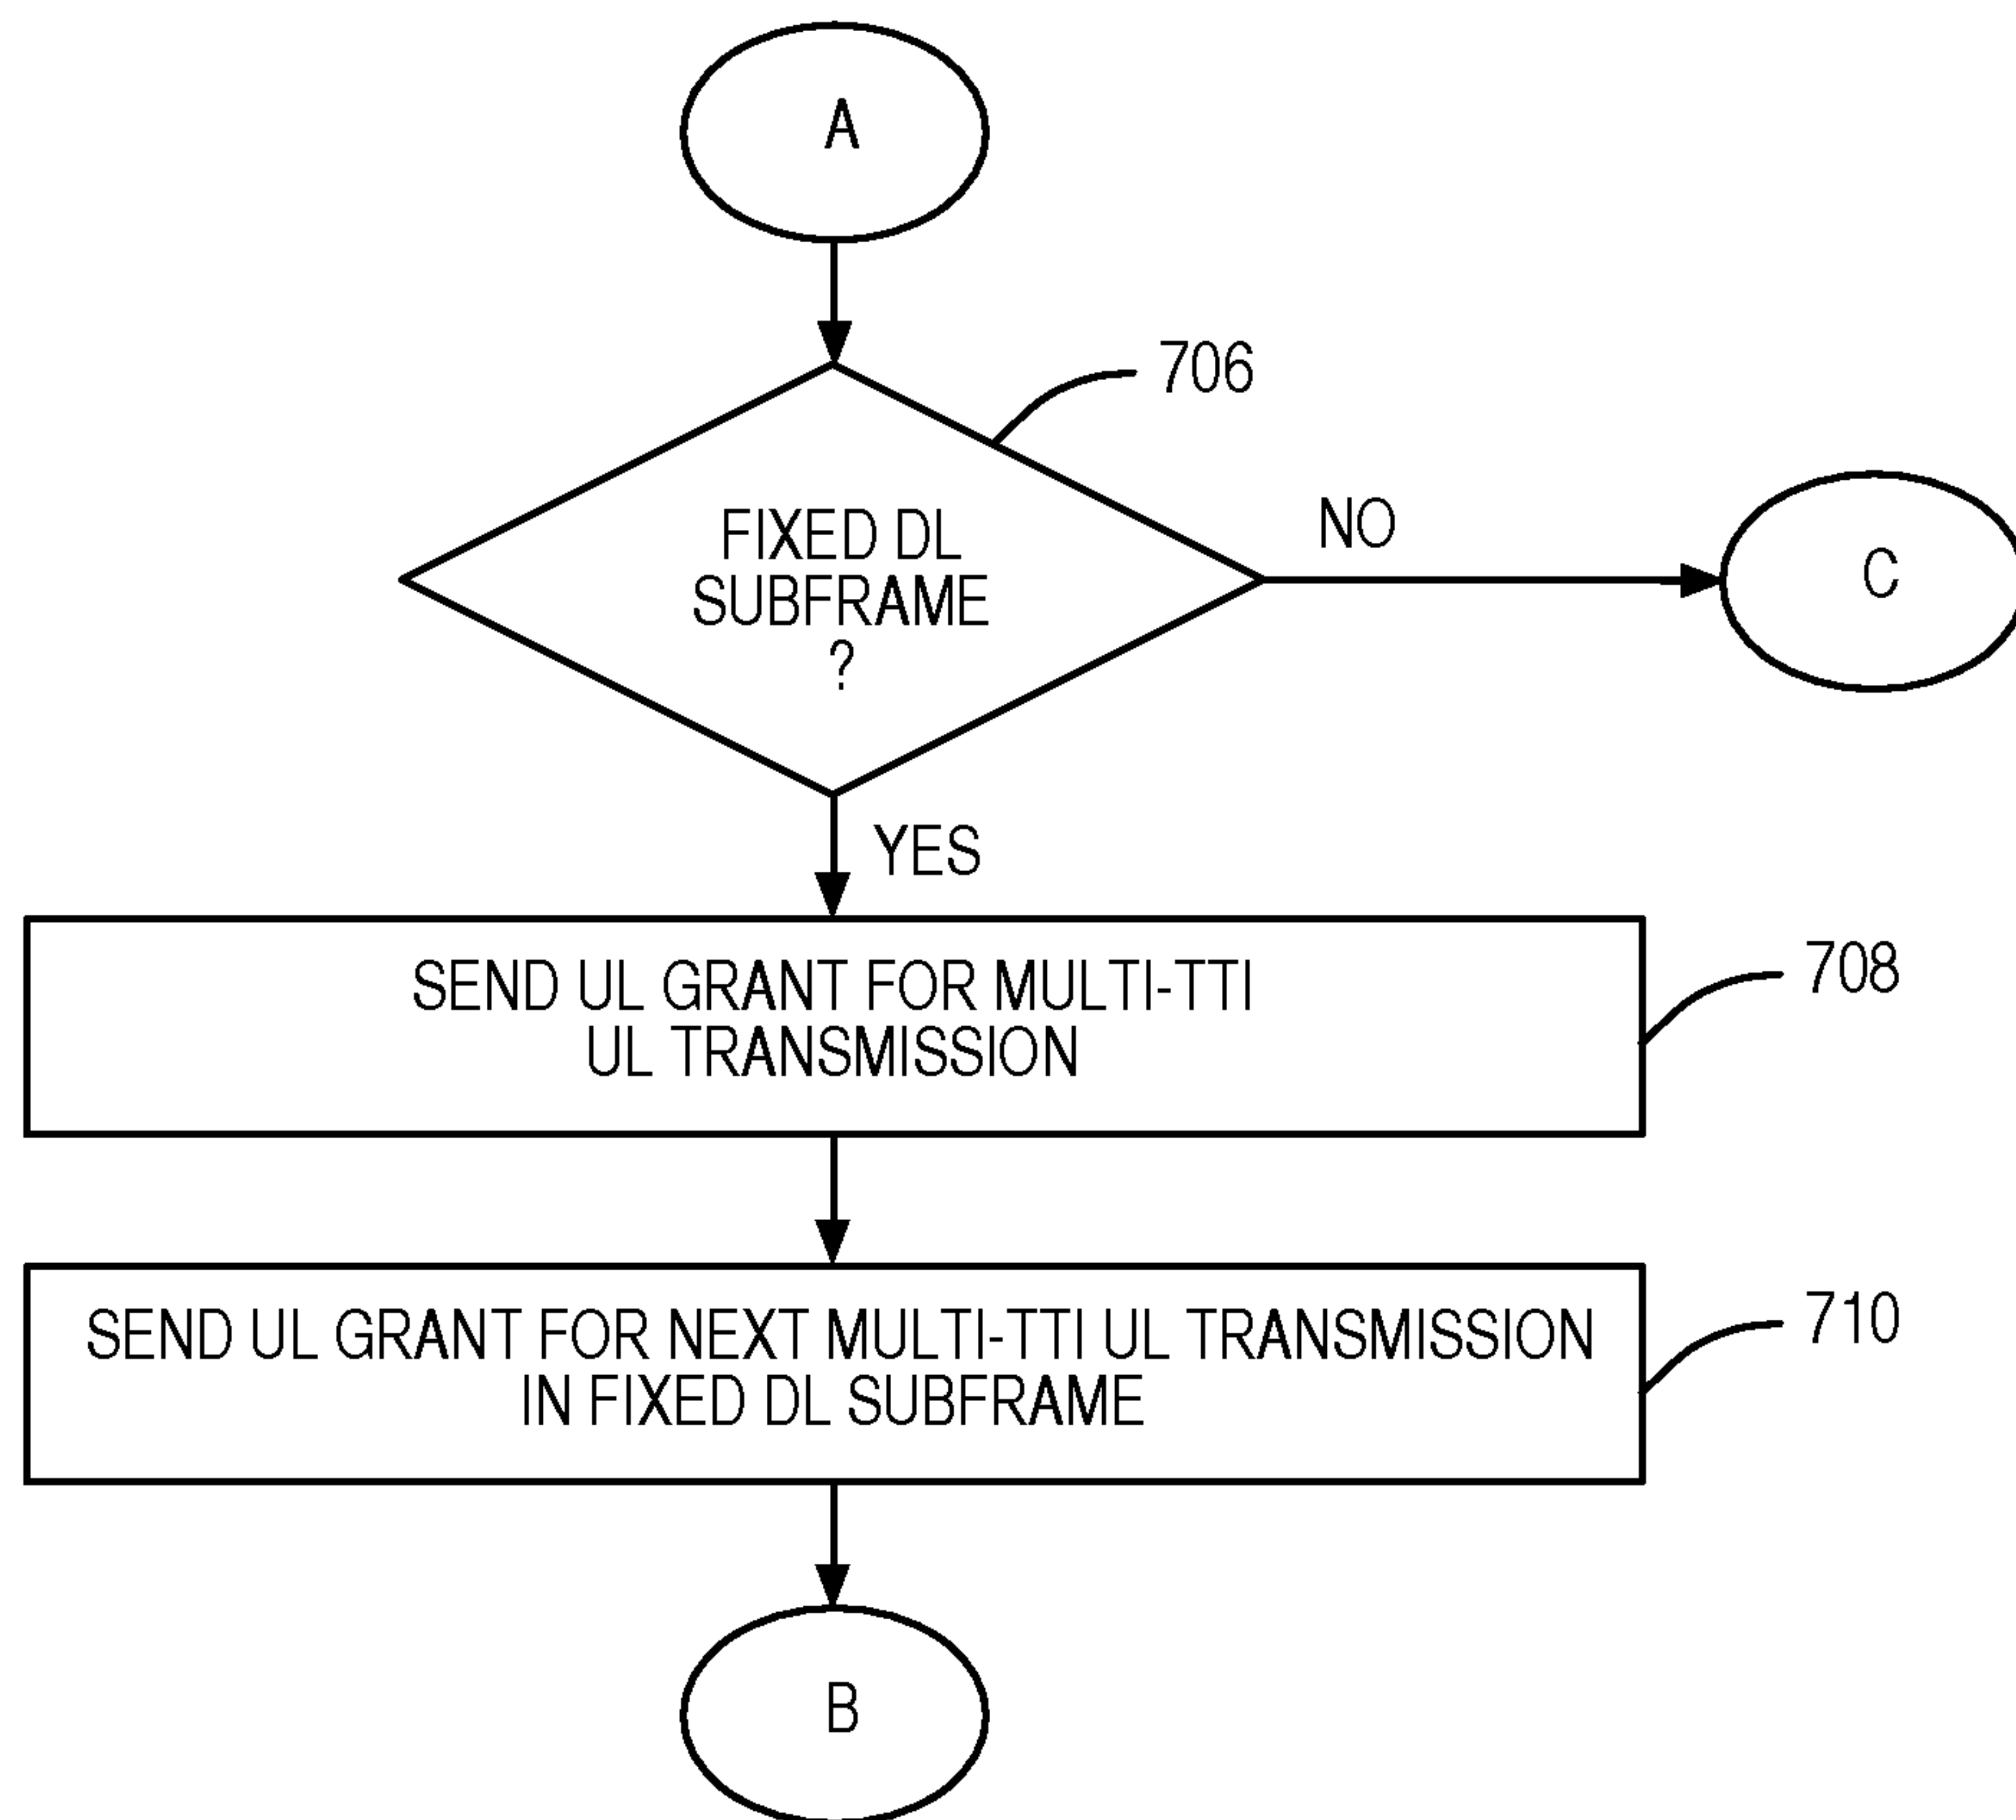 A
706
FIXED DL
SUBFRAME
?
NO
C
YES
SEND UL GRANT FOR MULTI-TTI
UL TRANSMISSION
708
SEND UL GRANT FOR NEXT MULTI-TTI UL TRANSMISSION
IN FIXED DL SUBFRAME
710
B